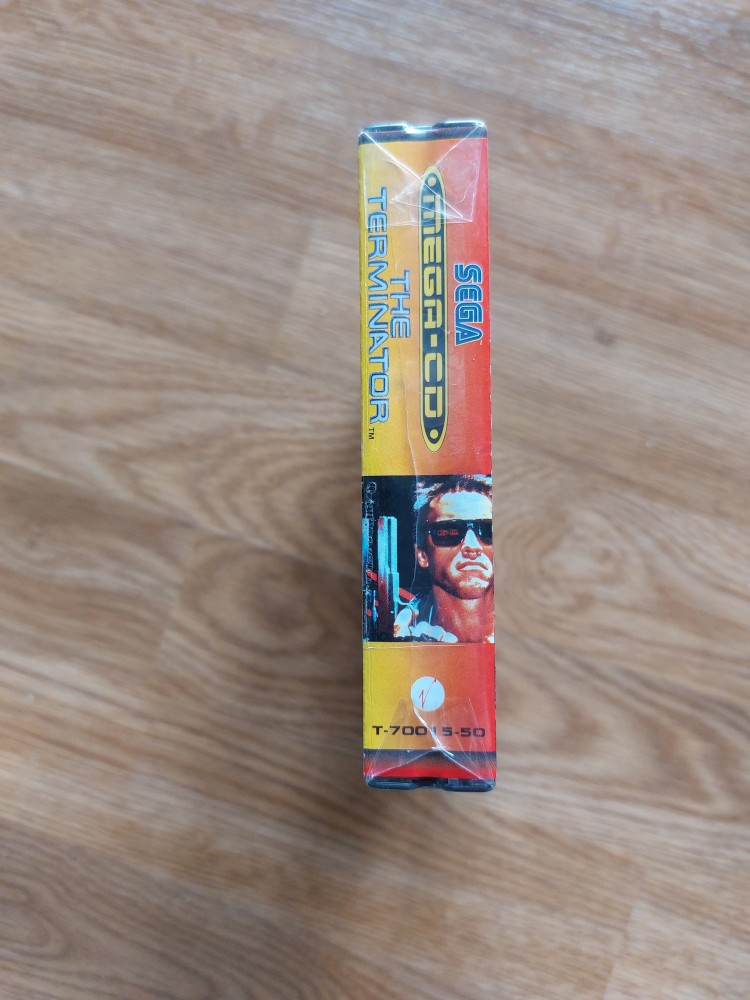 SEGA
MEGA-CD
THE
TERMINATOR™
T-70015-50